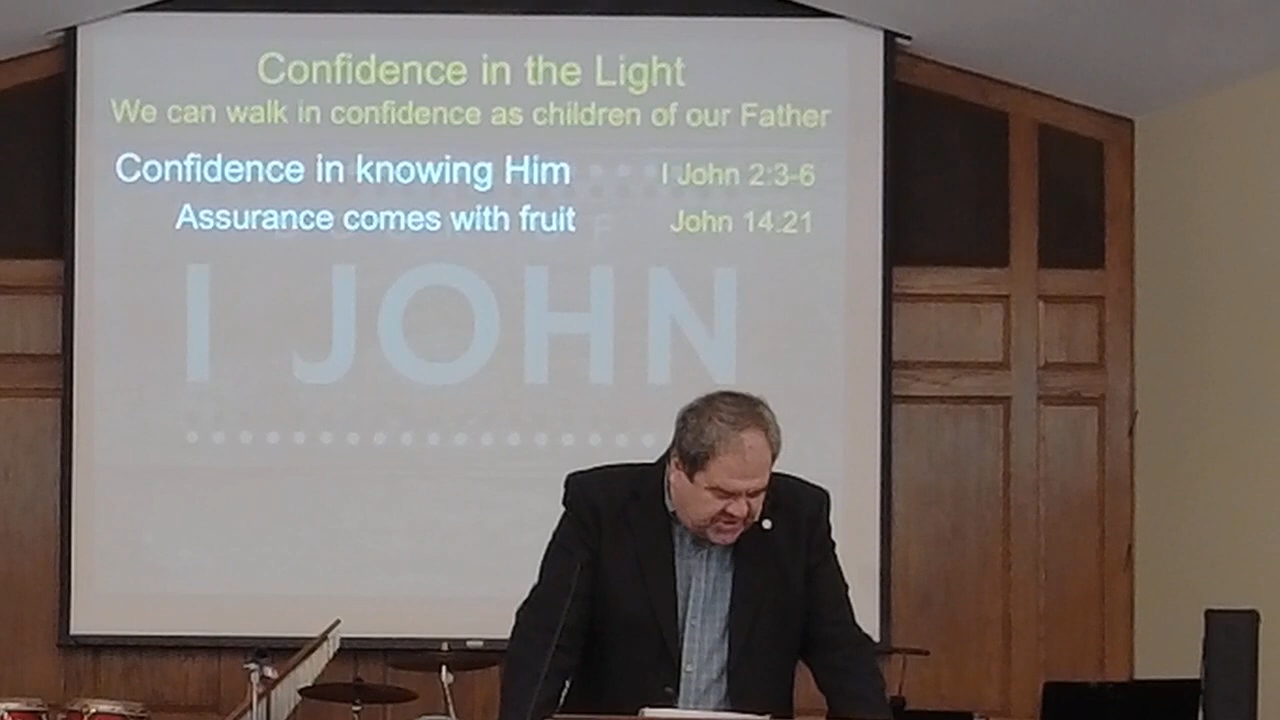 Confidence in the Light
We can walk in confidence as children of our Father
Confidence in knowing Him I John 2:3-6
Assurance comes with fruit John 14:21
I JOHN